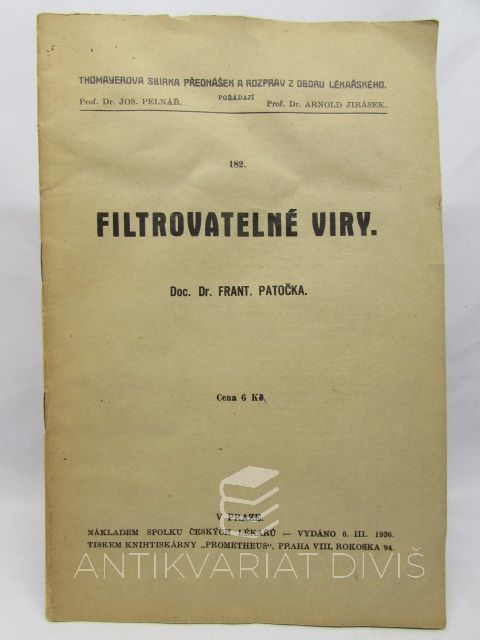 THOMAYEROVA SBÍRKA PŘEDNÁŠEK A ROZPRAV Z OBORU LÉKAŘSKÉHO.
POŘÁDAJÍ
Prof. Dr. JOS. PELNÁŘ. Prof. Dr. ARNOLD JIRÁSEK.
182.
FILTROVATELNÉ VIRY.
Doc. Dr. FRANT. PATOČKA.
Cena 6 Kč
V PRAZE.
NÁKLADEM SPOLKU ČESKÝCH LÉKAŘŮ — VYDÁNO 6. III. 1936.
TISKEM KNIHTISKÁRNY „PROMETHEUS", PRAHA VIII, ROKOSKA 94.
ANTIKVARIÁT DIVIŠ